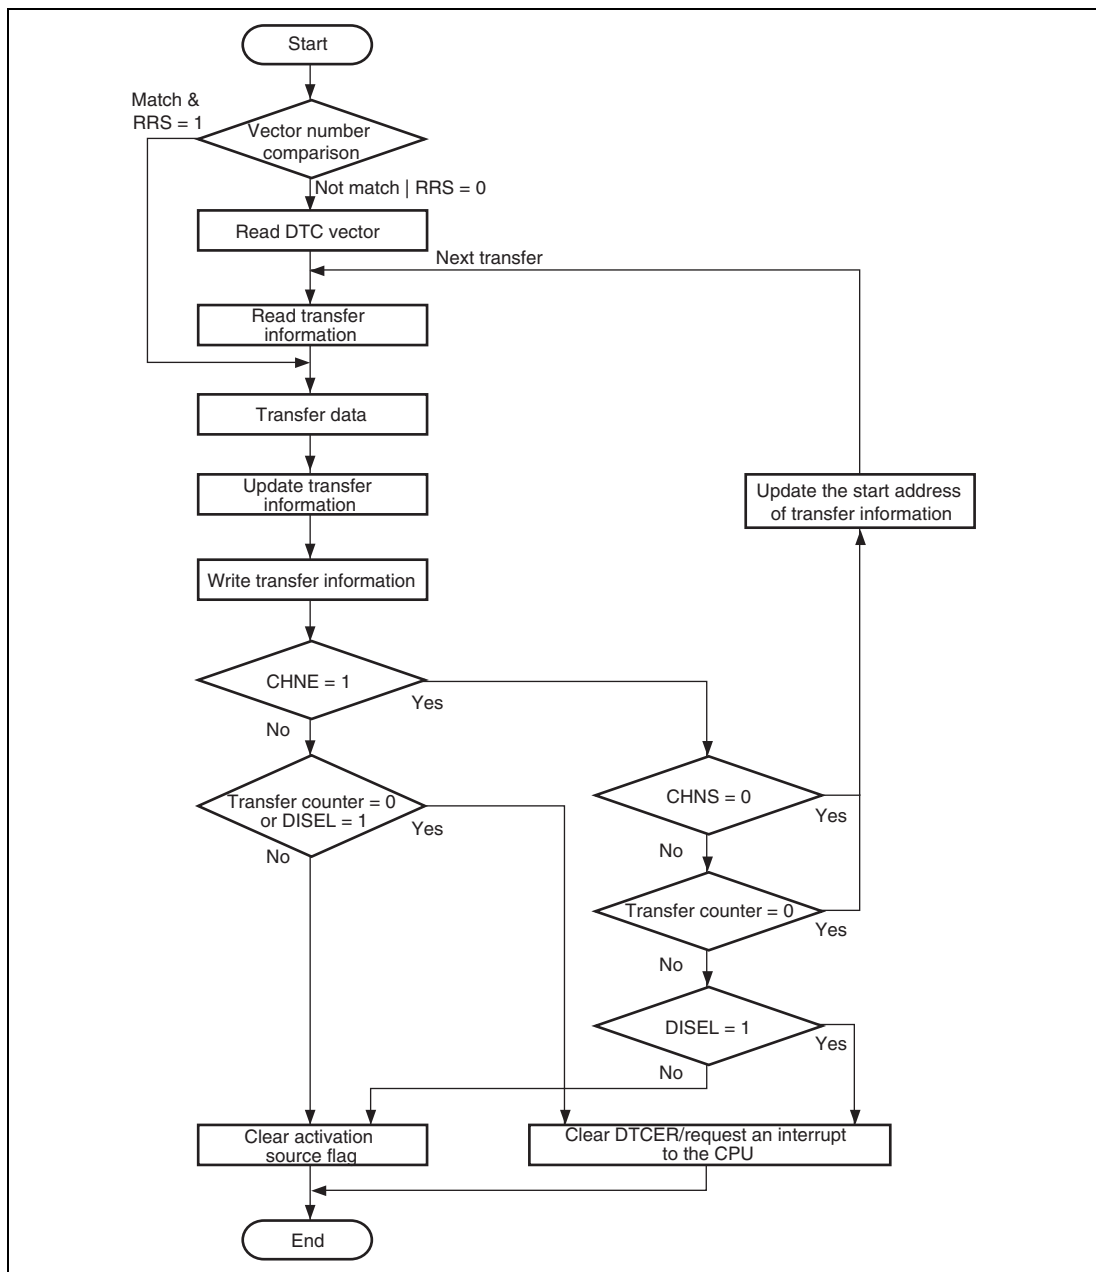 Start
Match &
RRS = 1
Vector number
comparison
Not match | RRS = 0
Read DTC vector
Next transfer
Read transfer
information
Transfer data
Update transfer
information
Update the start address
of transfer information
Write transfer information
CHNE = 1
Yes
No
Transfer counter = 0
or DISEL = 1
Yes
No
CHNS = 0
Yes
No
Transfer counter = 0
Yes
No
DISEL = 1
Yes
No
Clear activation
source flag
Clear DTCER/request an interrupt
to the CPU
End